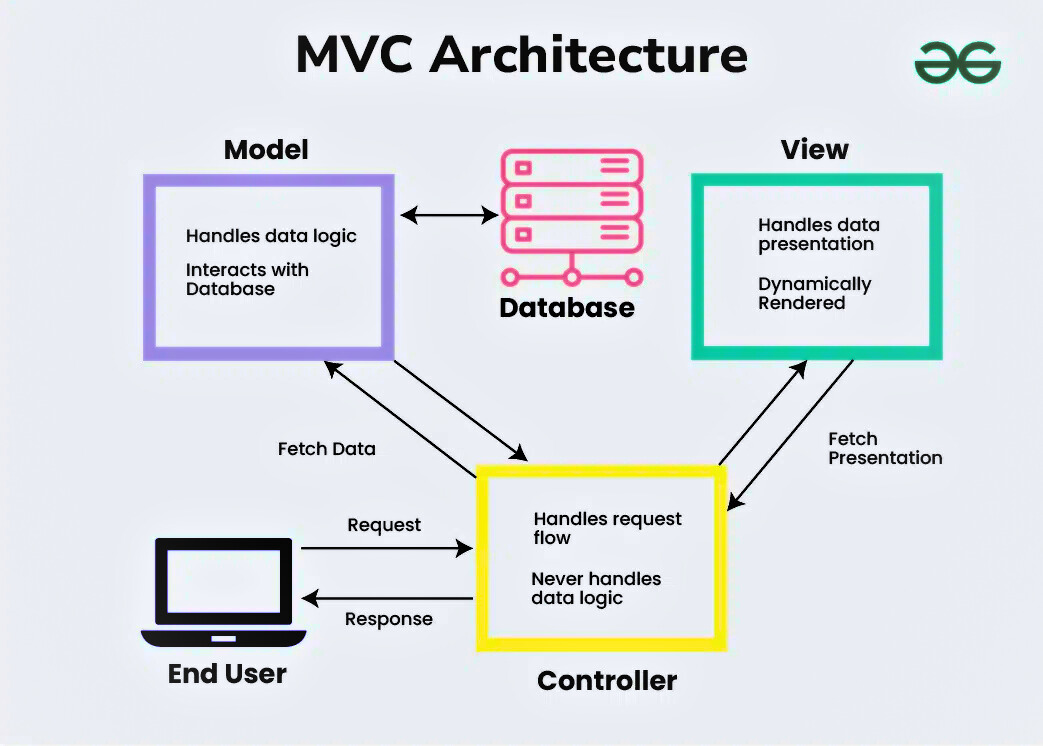 MVC Architecture
Model
Handles data logic
Interacts with
Database
Database
View
Handles data
presentation
Dynamically
Rendered
Fetch Data
Fetch
Presentation
Request
Response
Handles request
flow
Never handles
data logic
End User
Controller